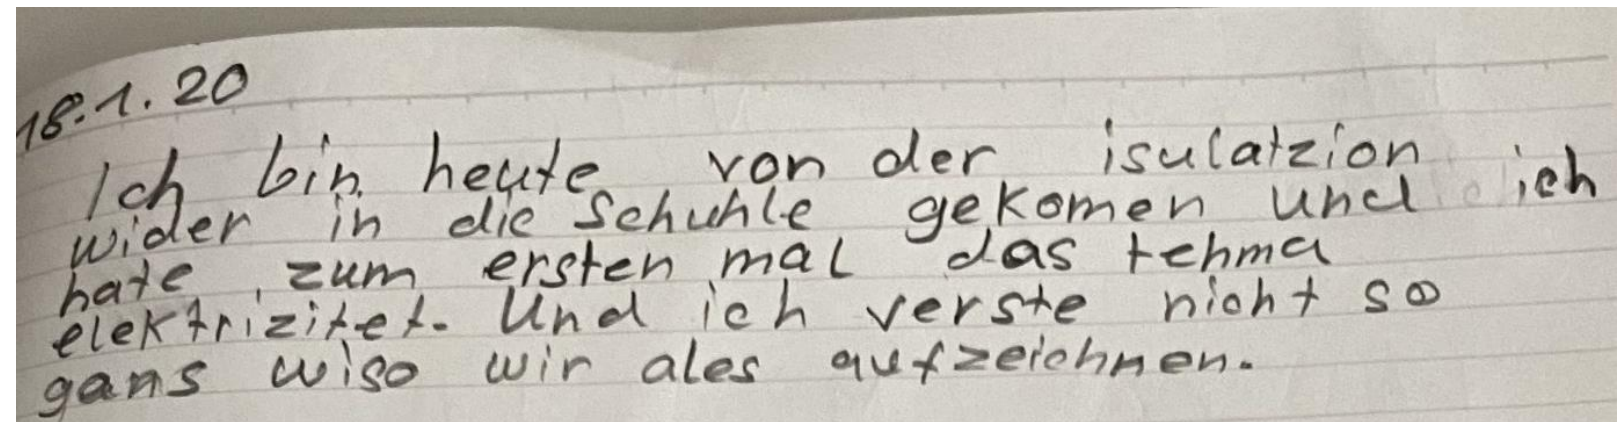 18.1.20
Ich bin heute von der isulatzion
wider in die Schuhle gekomen und ich
hate zum ersten mal das tehma
elektrizitet. Und ich verste nicht so
gans wiso wir ales aufzeichnen.